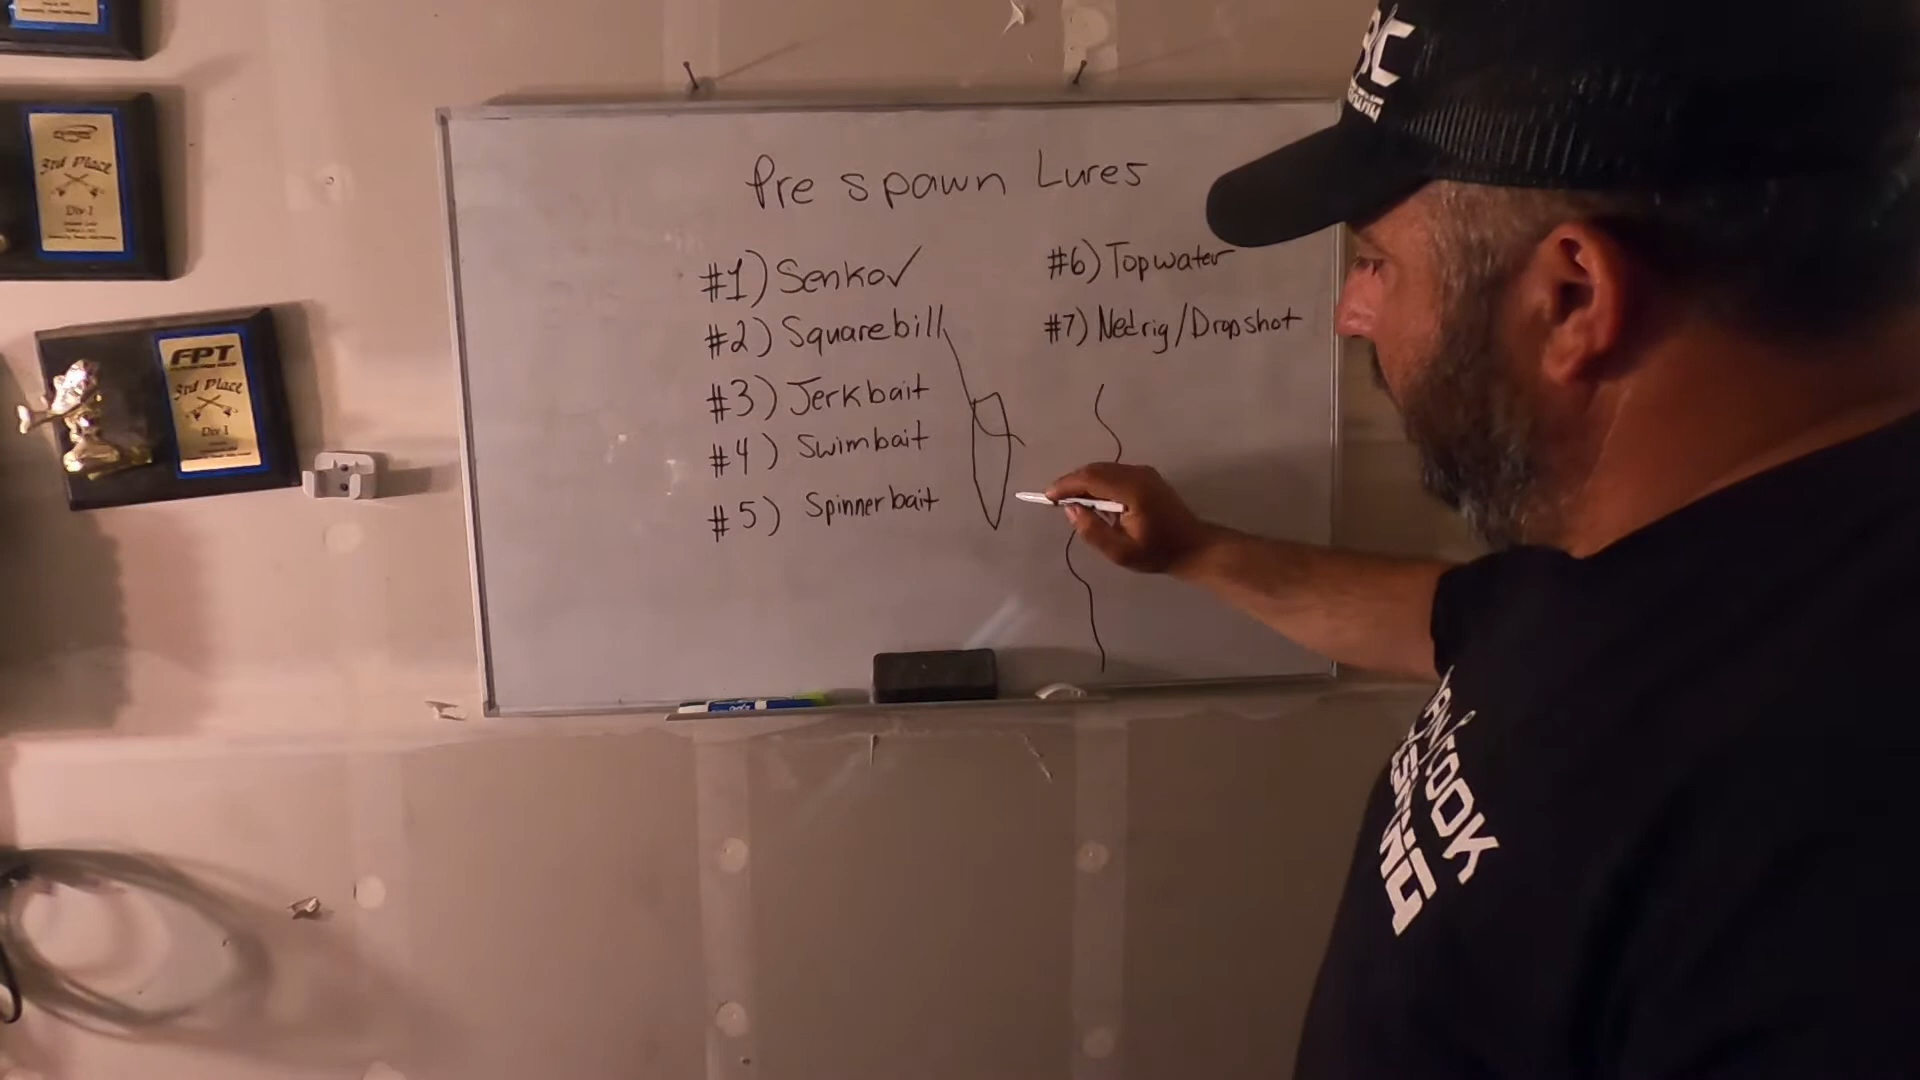 Pre spawn Lures
#1) Senko✓
#2) Squarebill
#3) Jerkbait
#4) Swimbait
#5) Spinnerbait
#6) Topwater
#7) Nedrig/Dropshot
3rd Place
Div 1
FPT
3rd Place
Div 1
COOK